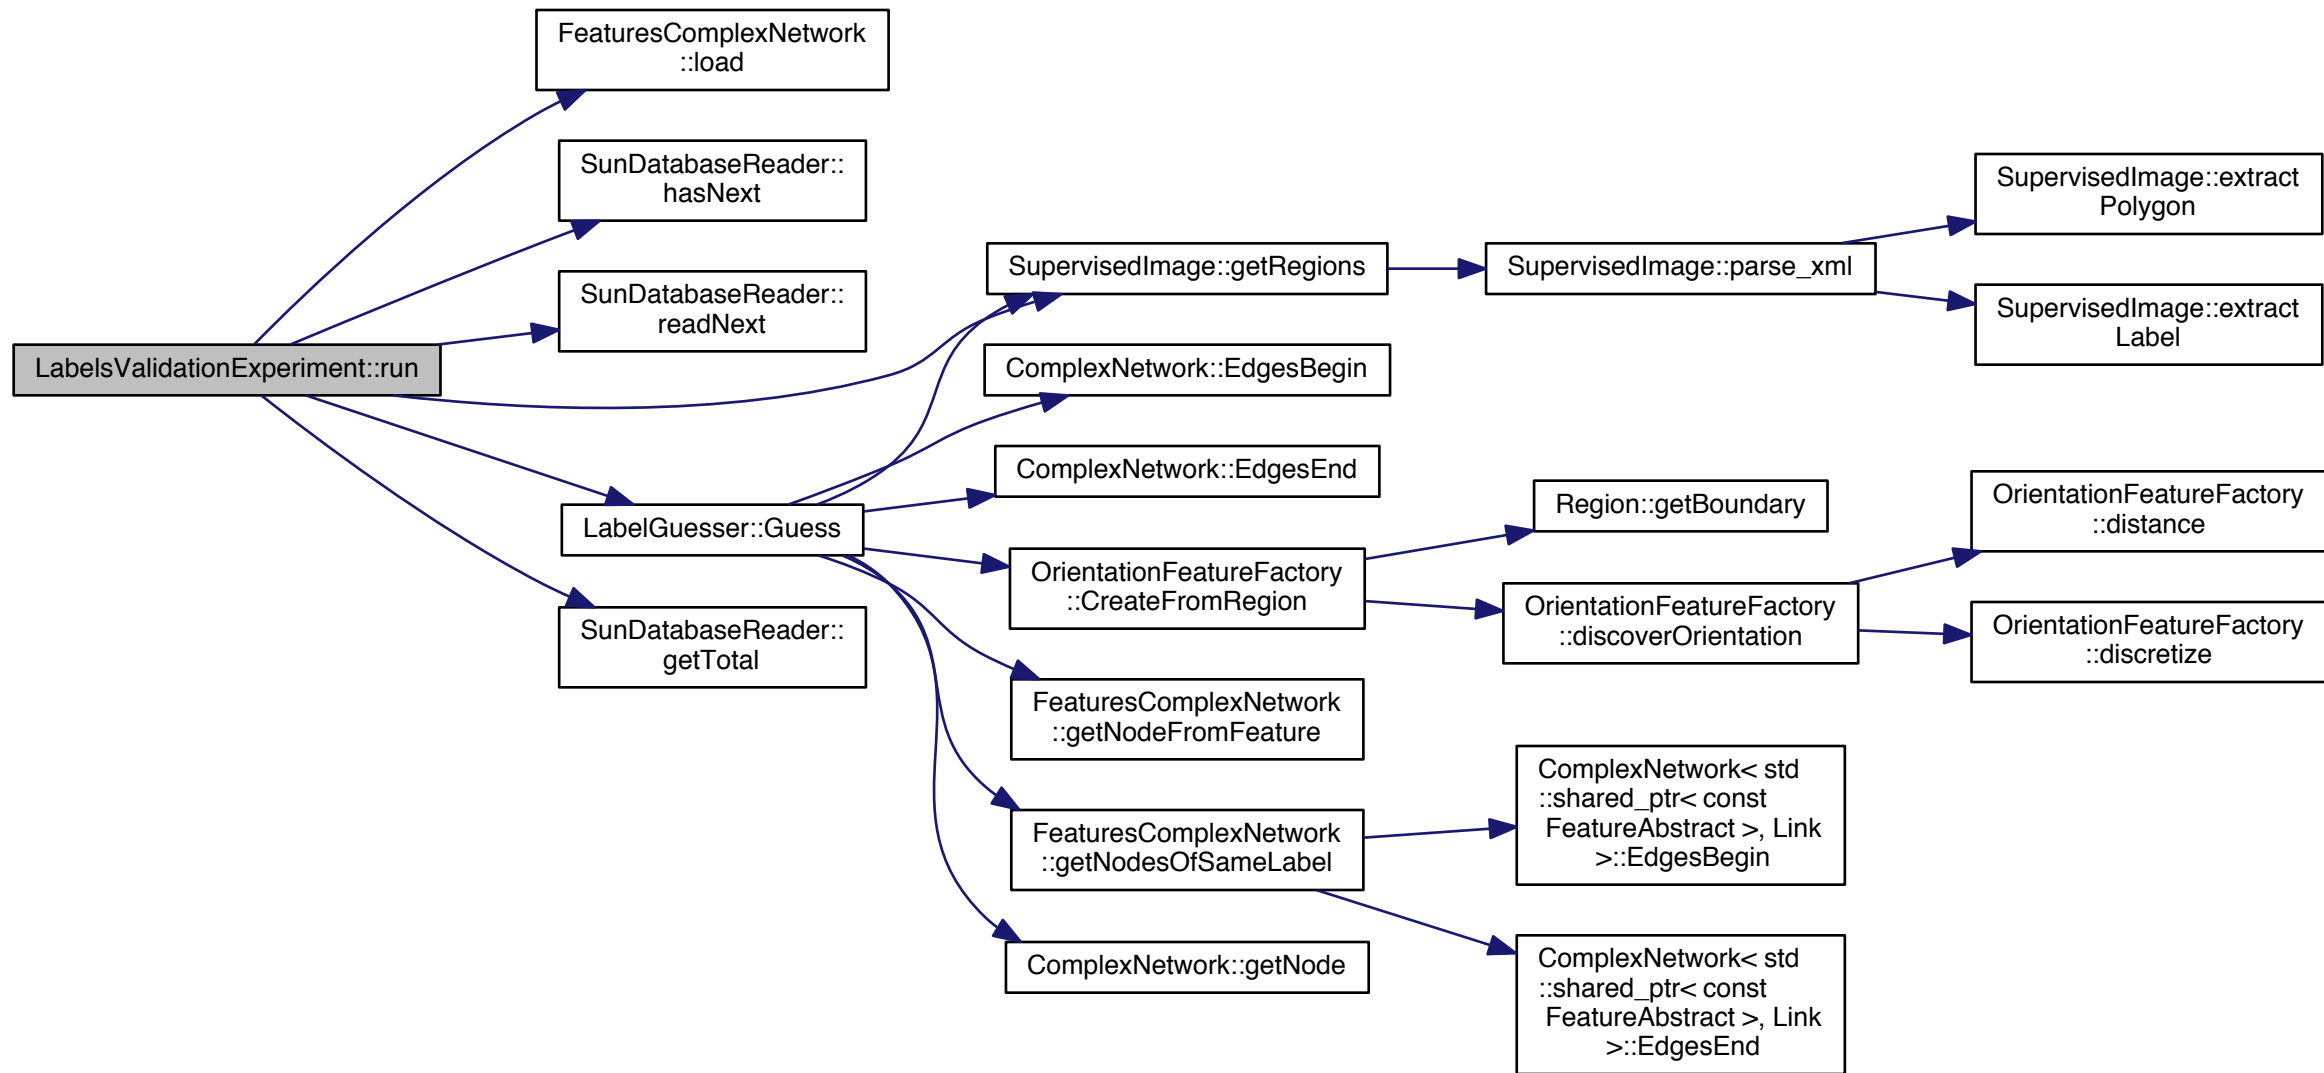 FeaturesComplexNetwork
::load
SunDatabaseReader::
hasNext
SunDatabaseReader::
readNext
LabelsValidationExperiment::run
LabelGuesser::Guess
SunDatabaseReader::
getTotal
SupervisedImage::getRegions
ComplexNetwork::EdgesBegin
ComplexNetwork::EdgesEnd
OrientationFeatureFactory
::CreateFromRegion
FeaturesComplexNetwork
::getNodeFromFeature
FeaturesComplexNetwork
::getNodesOfSameLabel
ComplexNetwork::getNode
SupervisedImage::parse_xml
Region::getBoundary
OrientationFeatureFactory
::discoverOrientation
ComplexNetwork< std
::shared_ptr< const
FeatureAbstract >, Link
>::EdgesBegin
ComplexNetwork< std
::shared_ptr< const
FeatureAbstract >, Link
>::EdgesEnd
SupervisedImage::extract
Polygon
SupervisedImage::extract
Label
OrientationFeatureFactory
::distance
OrientationFeatureFactory
::discretize